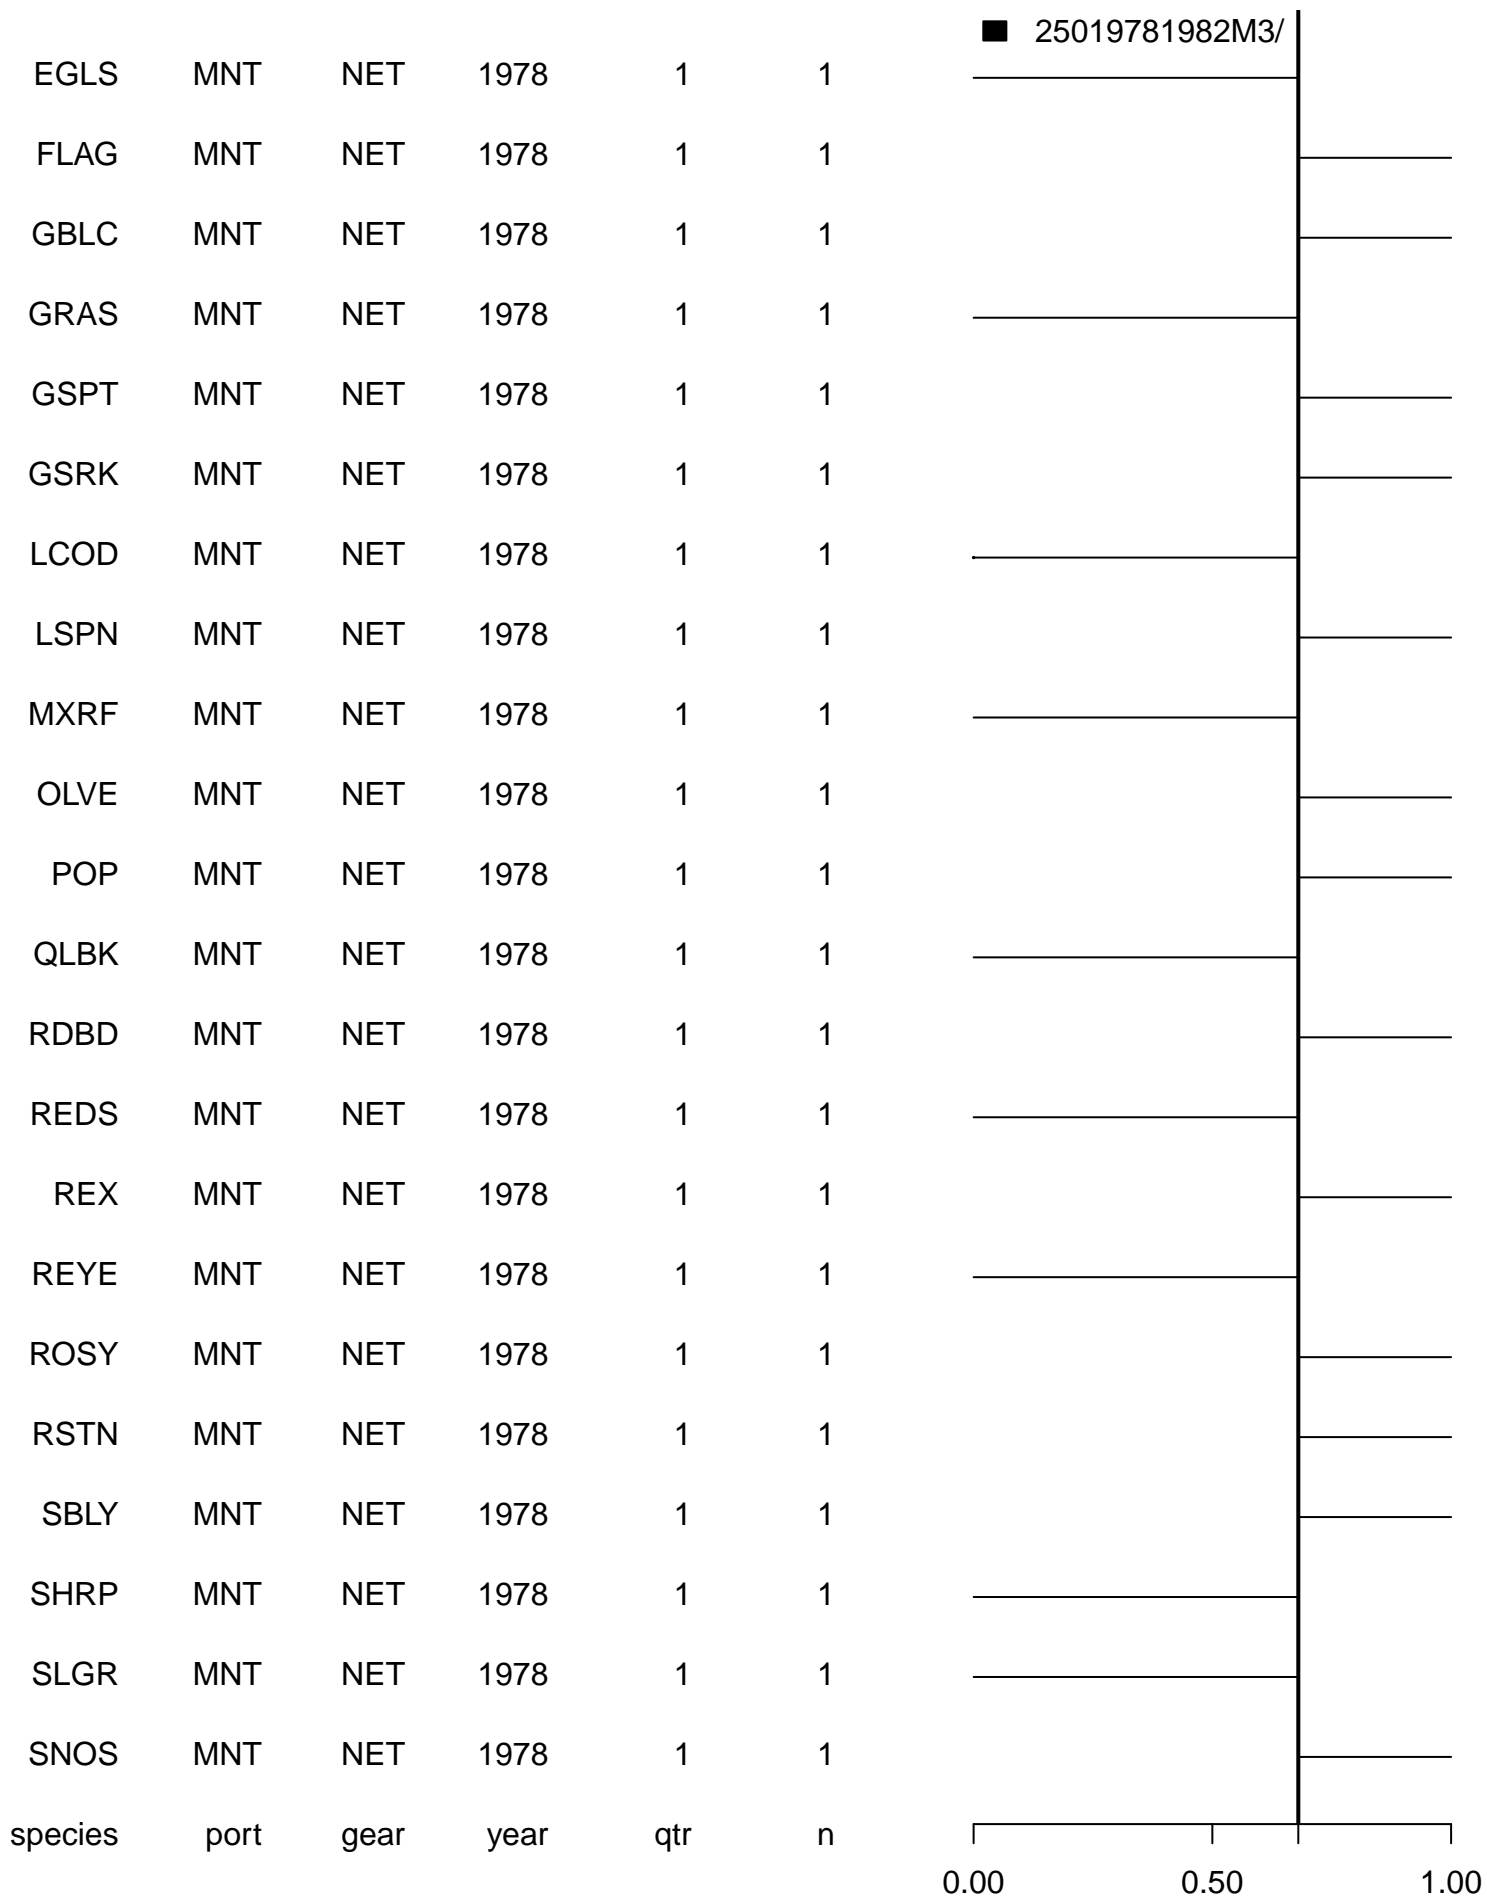 25019781982M3/
EGLS MNT NET 1978 1 1
FLAG MNT NET 1978 1 1
GBLC MNT NET 1978 1 1
GRAS MNT NET 1978 1 1
GSPT MNT NET 1978 1 1
GSRK MNT NET 1978 1 1
LCOD MNT NET 1978 1 1
LSPN MNT NET 1978 1 1
MXRF MNT NET 1978 1 1
OLVE MNT NET 1978 1 1
POP MNT NET 1978 1 1
QLBK MNT NET 1978 1 1
RDBD MNT NET 1978 1 1
REDS MNT NET 1978 1 1
REX MNT NET 1978 1 1
REYE MNT NET 1978 1 1
ROSY MNT NET 1978 1 1
RSTN MNT NET 1978 1 1
SBLY MNT NET 1978 1 1
SHRP MNT NET 1978 1 1
SLGR MNT NET 1978 1 1
SNOS MNT NET 1978 1 1
species port gear year qtr n
0.00 0.50 1.00